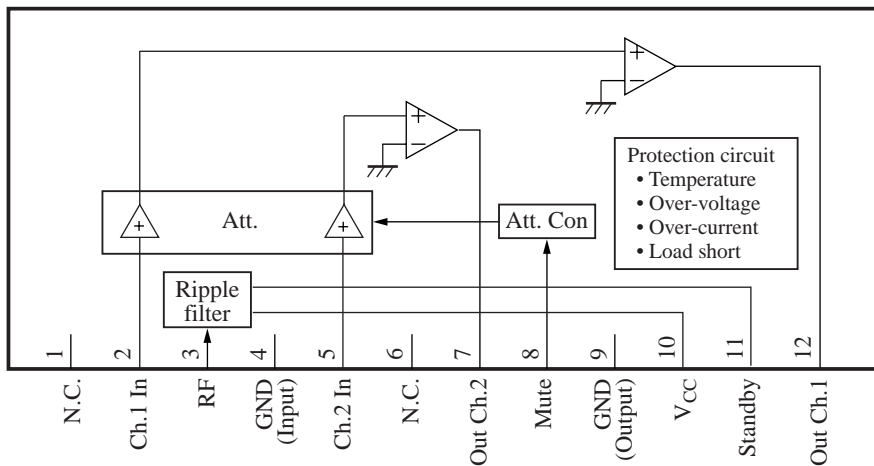 +
−
+
−
Protection circuit
• Temperature
• Over-voltage
• Over-current
• Load short
+
Att.
+
Att. Con
Ripple
filter
1
2
3
4
5
6
7
8
9
10
11
12
N.C.
Ch.1 In
RF
GND
(Input)
Ch.2 In
N.C.
Out Ch.2
Mute
GND
(Output)
VCC
Standby
Out Ch.1